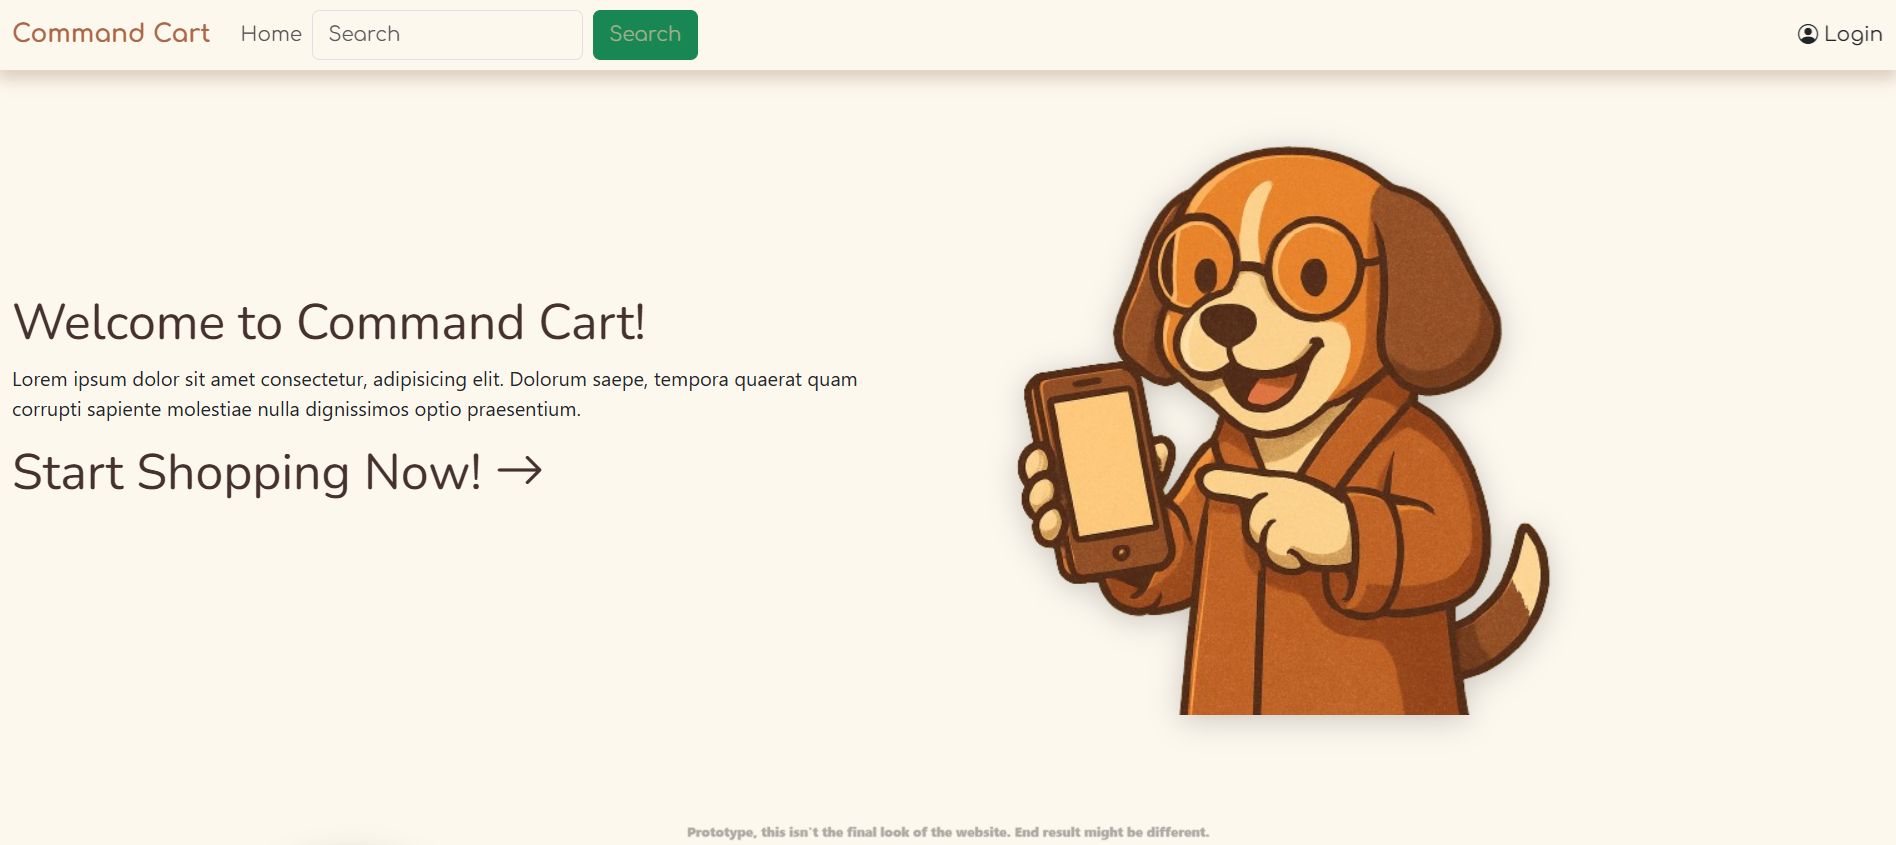 Command Cart
Home
Search
Search
Login
Welcome to Command Cart!
Lorem ipsum dolor sit amet consectetur, adipisicing elit. Dolorum saepe, tempora quaerat quam
corrupti sapiente molestiae nulla dignissimos optio praesentium.
Start Shopping Now! →
Prototype, this isn't the final look of the website. End result might be different.